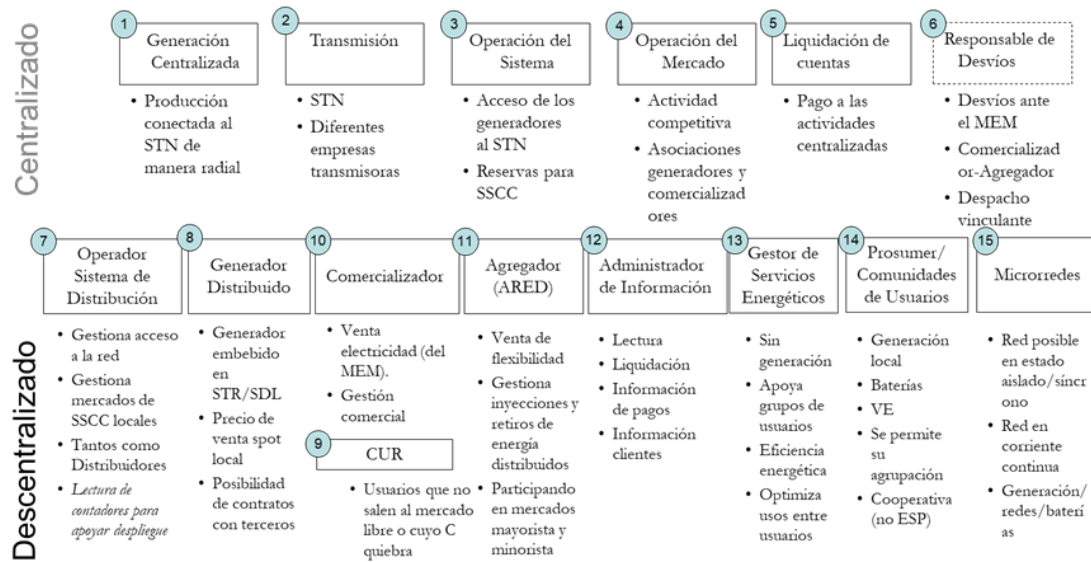 Centralizado
1
Generación
Centralizada
• Producción
conectada al
STN de
manera radial
2
Transmisión
• STN
• Diferentes
empresas
transmisoras
3
Operación del
Sistema
• Acceso de los
generadores
al STN
• Reservas para
SSCC
4
Operación del
Mercado
• Actividad
competitiva
• Asociaciones
generadores y
comercializad
ores
5
Liquidación de
cuentas
• Pago a las
actividades
centralizadas
6
Responsable de
Desvíos
• Desvíos ante
el MEM
• Comercializad
or-Agregador
• Despacho
vinculante
Descentralizado
7
Operador
Sistema de
Distribución
• Gestiona acceso
a la red
• Gestiona
mercados de
SSCC locales
• Tantos como
Distribuidores
• Lectura de
contadores para
apoyar despliegue
8
Generador
Distribuido
• Generador
embebido
en
STR/SDL
• Precio de
venta spot
local
• Posibilidad
de contratos
con terceros
10
Comercializador
• Venta
electricidad (del
MEM).
• Gestión
comercial
9
CUR
• Usuarios que no
salen al mercado
libre o cuyo C
quiebra
11
Agregador
(ARED)
• Venta de
flexibilidad
• Gestiona
inyecciones y
retiros de
energía
distribuidos
• Participando
en mercados
mayorista y
minorista
12
Administrador
de Información
• Lectura
• Liquidación
• Información
de pagos
• Información
clientes
13
Gestor de
Servicios
Energéticos
• Sin
generación
• Apoya
grupos de
usuarios
• Eficiencia
energética
• Optimiza
usos entre
usuarios
14
Prosumer/
Comunidades
de Usuarios
• Generación
local
• Baterías
• VE
• Se permite
su
agrupación
• Cooperativa
(no ESP)
15
Microrredes
• Red posible
en estado
aislado/síncr
ono
• Red en
corriente
continua
• Generación/
redes/baterí
as